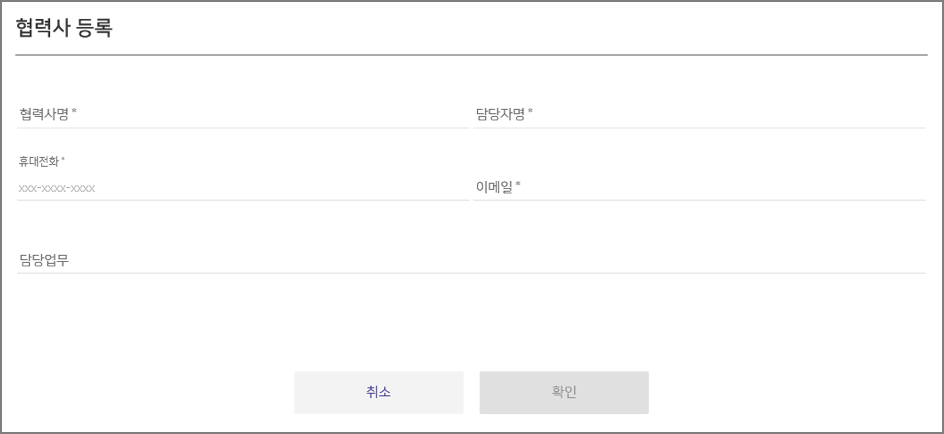 협력사 등록
협력사명 * 담당자명 *
휴대전화 *
xxx-xxxx-xxxx 이메일 *
담당업무
취소 확인